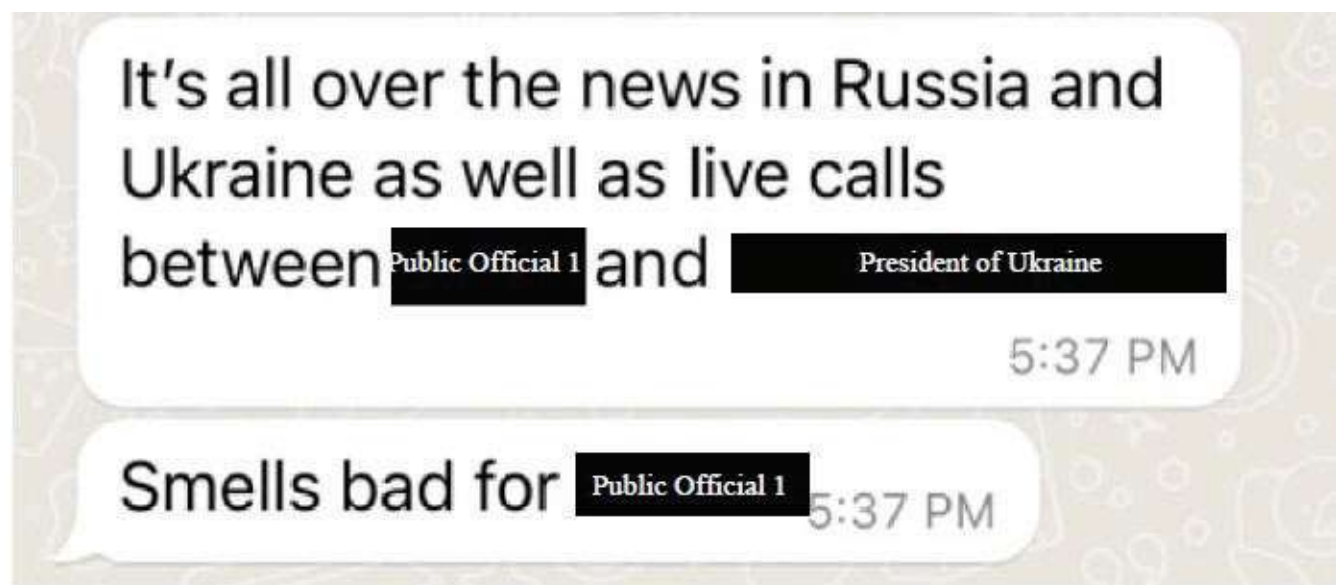 It’s all over the news in Russia and
Ukraine as well as live calls
between Public Official 1 and President of Ukraine
5:37 PM
Smells bad for Public Official 1 5:37 PM